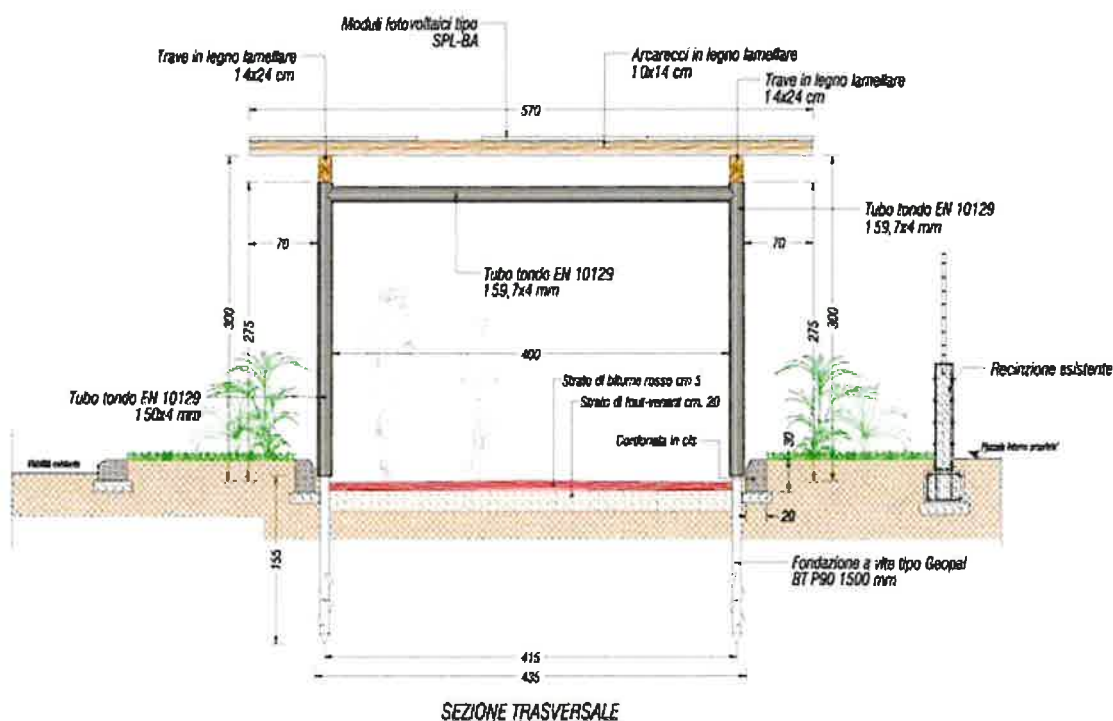 Moduli fotovoltaici tipo
SPL-BA
Trave in legno lamellare
14x24 cm
Arcarecci in legno lamellare
10x14 cm
Trave in legno lamellare
14x24 cm
570
Tubo tondo EN 10129
159,7x4 mm
70
70
Tubo tondo EN 10129
159,7x4 mm
300
275
275
300
400
Recinzione esistente
Strato di bitume rosso cm 5
Strato di tout-venant cm. 20
Tubo tondo EN 10129
150x4 mm
Cordonata in cls
30
esistente
20
155
Fondazione a vite tipo Geopal
BT P90 1500 mm
415
435
SEZIONE TRASVERSALE